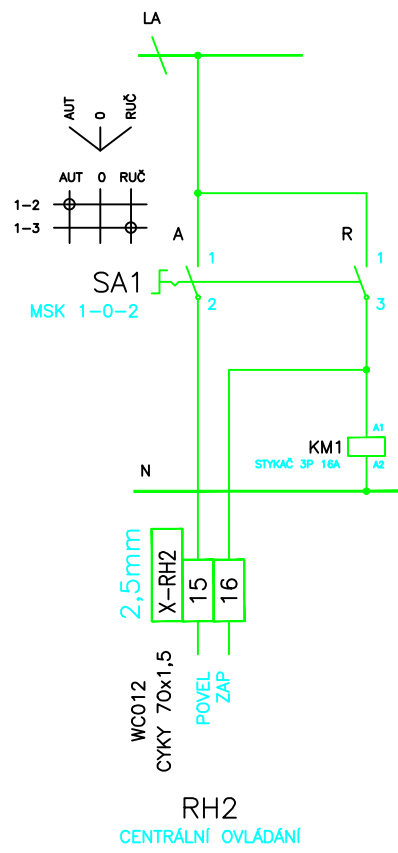 LA
AUT 0 RUČ
AUT 0 RUČ
1-2
1-3
A
R
1
1
SA1
2
3
MSK 1-0-2
A1
KM1
STYKAČ 3P 16A
A2
N
2,5mm
X-RH2
15
16
WC012
CYKY 7Ox1,5
POVEL
ZAP
RH2
CENTRÁLNÍ OVLÁDÁNÍ